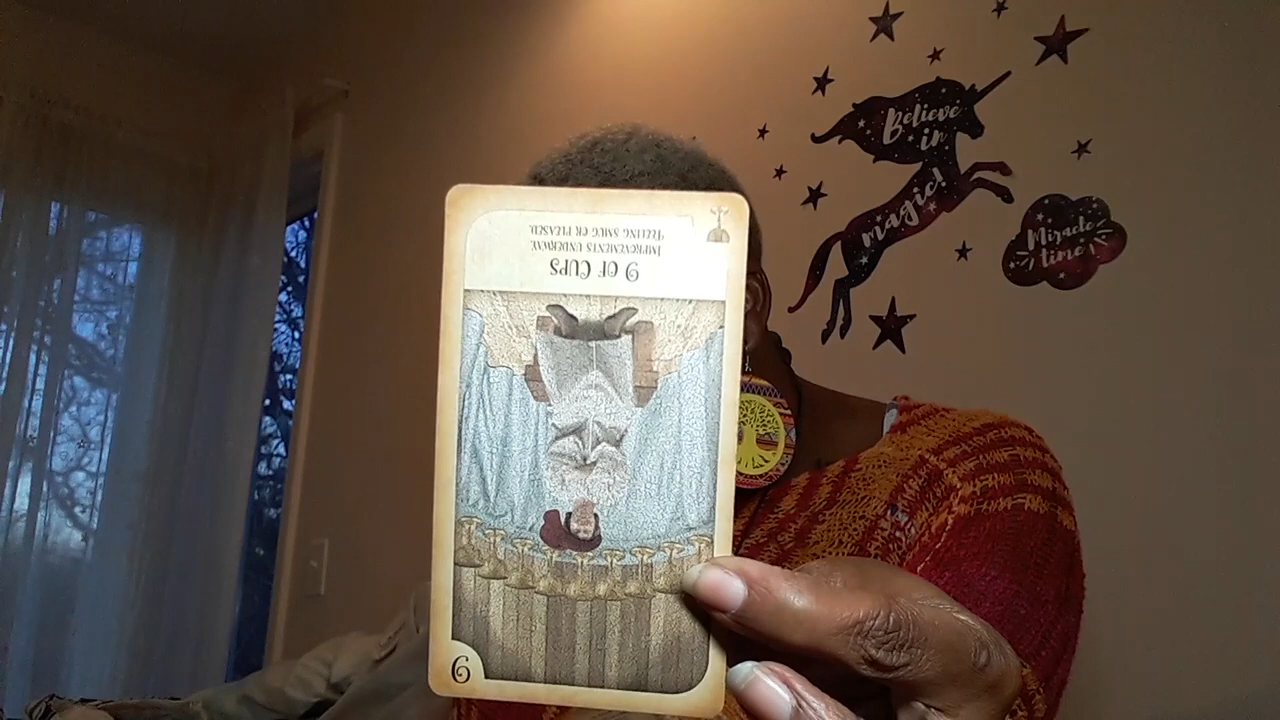 Believe
in
magic!
Miracle
time
9 OF CUPS
IMPROVEMENTS UNDERWAY.
FEELING SMUG OR PLEASED.
9